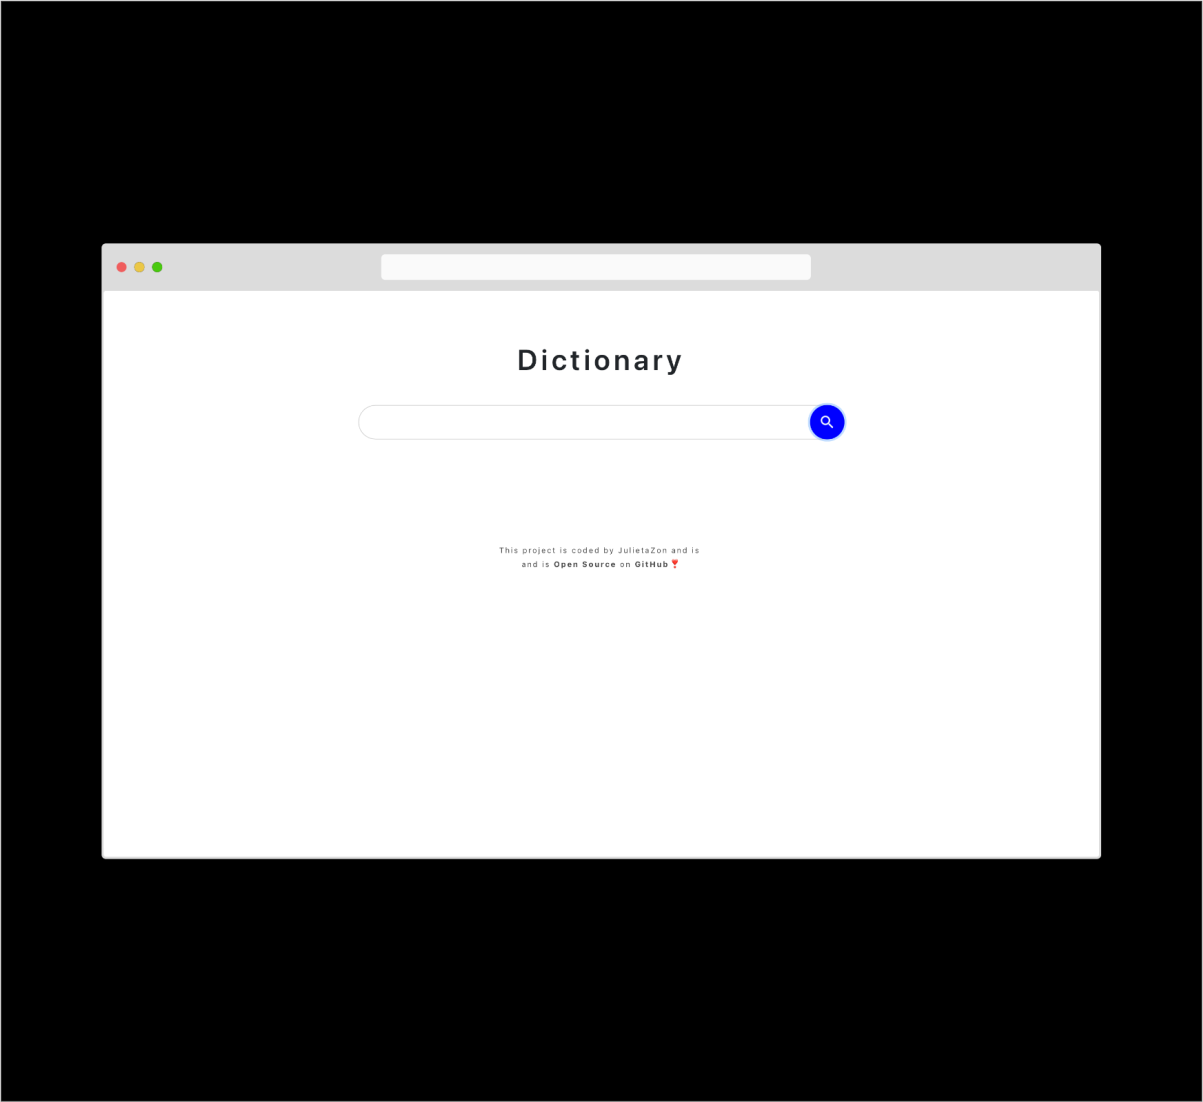 Dictionary
This project is coded by JulietaZon and is
and is Open Source on GitHub ❣️